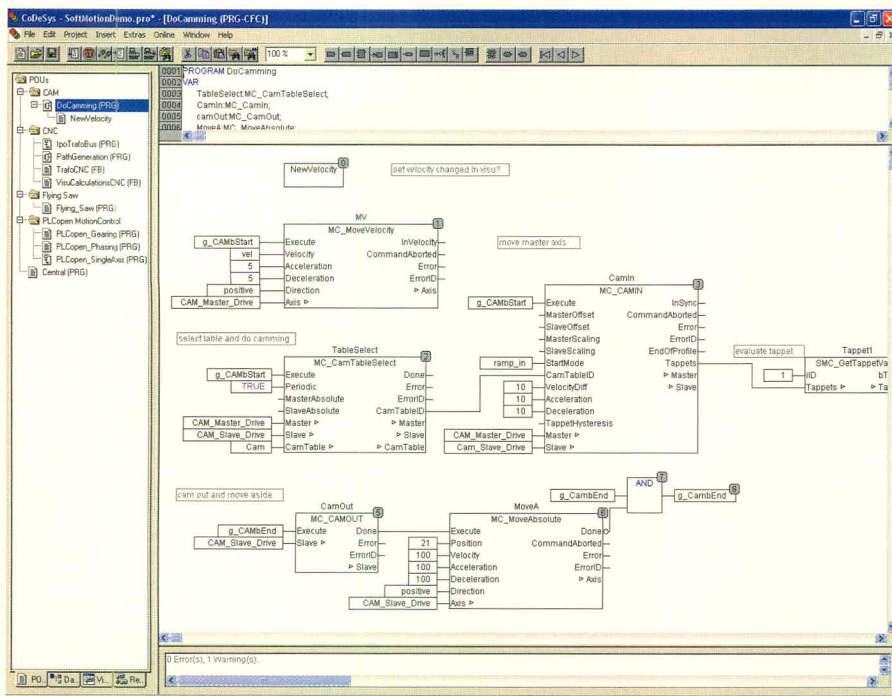 CoDeSys - SoftMotionDemo.pro* - [DoCamming (PRG-CFC)]
File Edit Project Insert Extras Online Window Help
100 %
POUs
CAM
DoCamming (PRG)
NewVelocity
CNC
IpoTrafoBus (PRG)
PathGeneration (PRG)
TrafoCNC (FB)
VisuCalculationsCNC (FB)
Flying Saw
Flying_Saw (PRG)
PLCopen MotionControl
PLCopen_Gearing (PRG)
PLCopen_Phasing (PRG)
PLCopen_SingleAxis (PRG)
Central (PRG)
0001 PROGRAM DoCamming
0002 VAR
0003 TableSelect:MC_CamTableSelect;
0004 CamIn:MC_CamIn;
0005 camOut:MC_CamOut;
0006 MoveA:MC_MoveAbsolute;
NewVelocity 0
set velocity changed in visu?
MV
MC_MoveVelocity 1
g_CAMbStart Execute InVelocity
vel Velocity CommandAborted
5 Acceleration Error
5 Deceleration ErrorID
positive Direction Axis
CAM_Master_Drive Axis
move master axis
CamIn
MC_CAMIN 3
g_CAMbStart Execute InSync
MasterOffset CommandAborted
SlaveOffset Error
MasterScaling ErrorID
SlaveScaling EndOfProfile
ramp_in StartMode Tappets
CamTableID Master
10 VelocityDiff Slave
10 Acceleration
10 Deceleration
TappetHysteresis
CAM_Master_Drive Master
Cam_Slave_Drive Slave
evaluate tappet
Tappet1
SMC_GetTappetVa
1 iID bT
Tappets Ta
select table and do camming
TableSelect
MC_CamTableSelect 2
g_CAMbStart Execute Done
TRUE Periodic Error
MasterAbsolute ErrorID
SlaveAbsolute CamTableID
CAM_Master_Drive Master Master
CAM_Slave_Drive Slave Slave
Cam CamTable CamTable
cam out and move aside
CamOut
MC_CAMOUT 5
g_CAMbEnd Execute Done
CAM_Slave_Drive Slave Error
ErrorID
Slave
MoveA
MC_MoveAbsolute 6
Execute Done
21 Position CommandAborted
100 Velocity Error
100 Acceleration ErrorID
100 Deceleration Axis
positive Direction
CAM_Slave_Drive Axis
AND 7
g_CambEnd
g_CambEnd 8
0 Error(s), 1 Warning(s).
PO.. Da.. Vi.. Re..